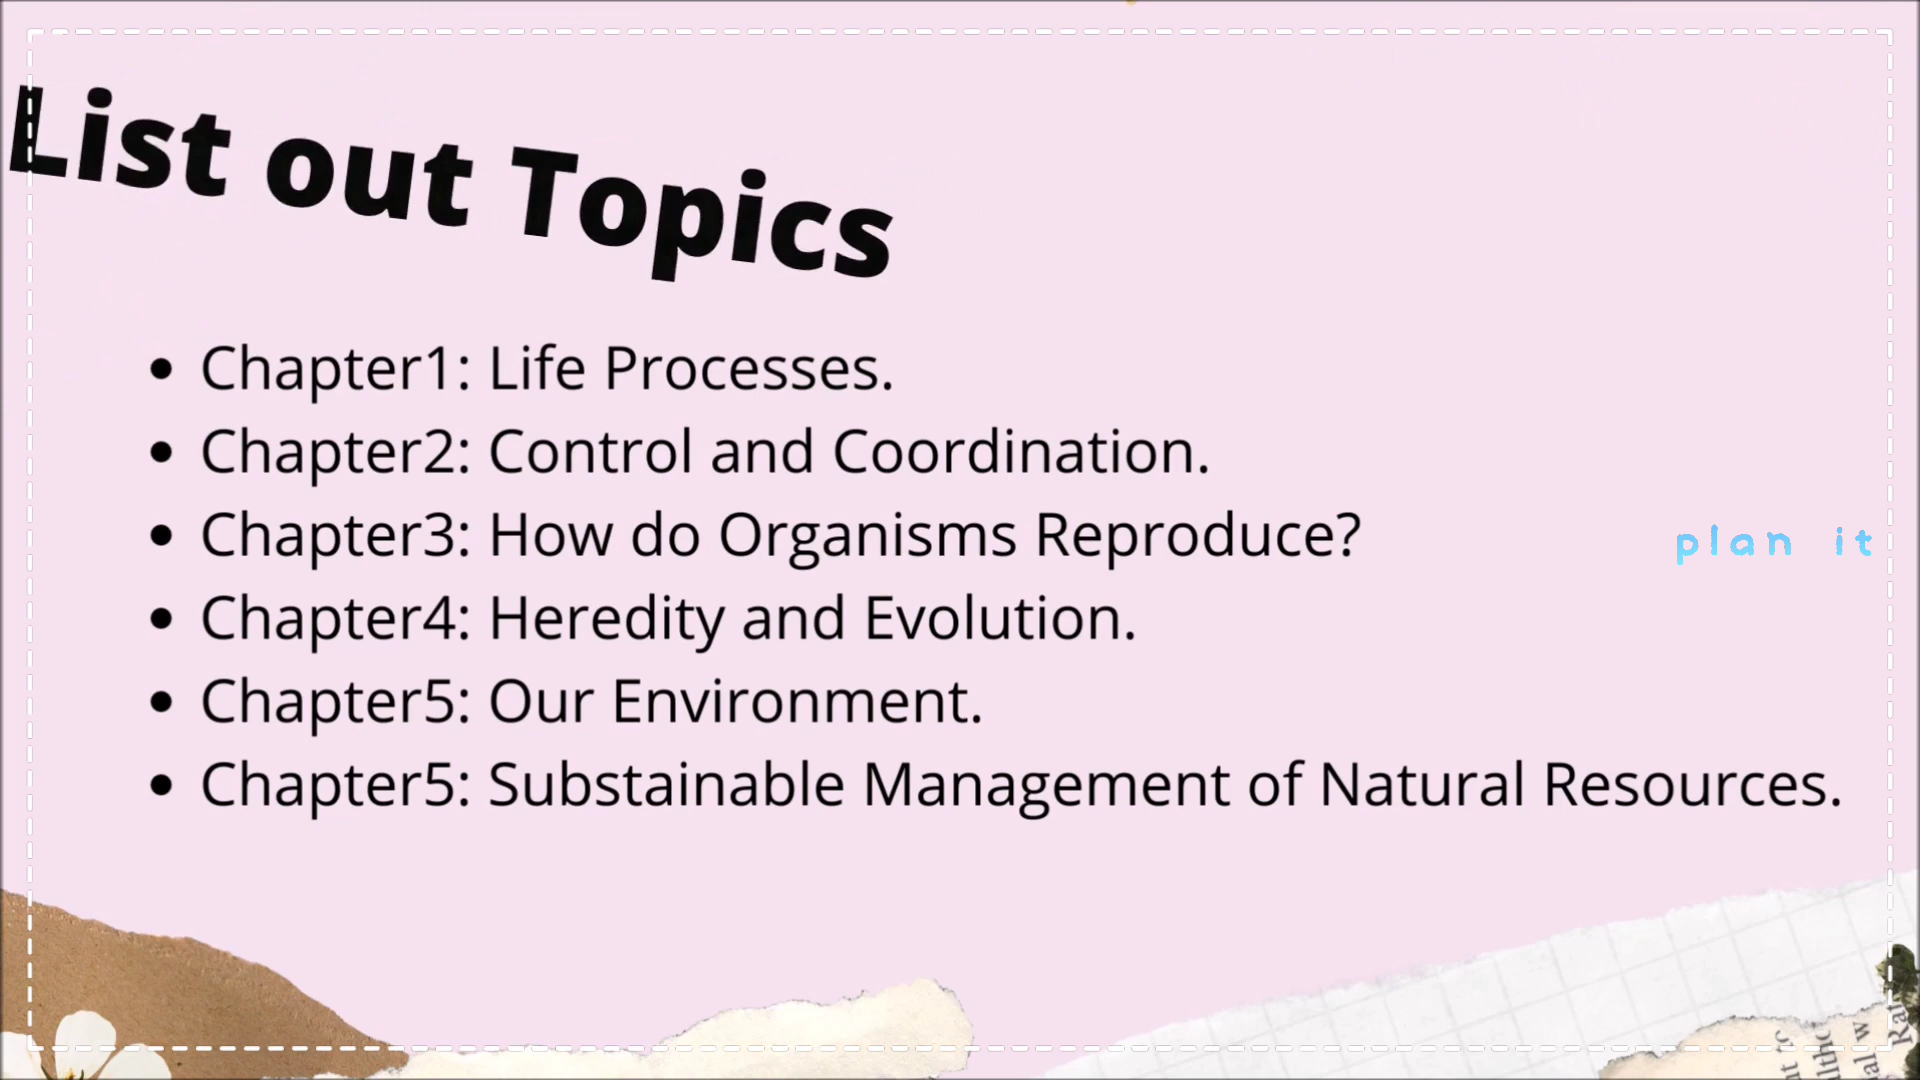 List out Topics
• Chapter1: Life Processes.
• Chapter2: Control and Coordination.
• Chapter3: How do Organisms Reproduce?
plan it
• Chapter4: Heredity and Evolution.
• Chapter5: Our Environment.
• Chapter5: Substainable Management of Natural Resources.